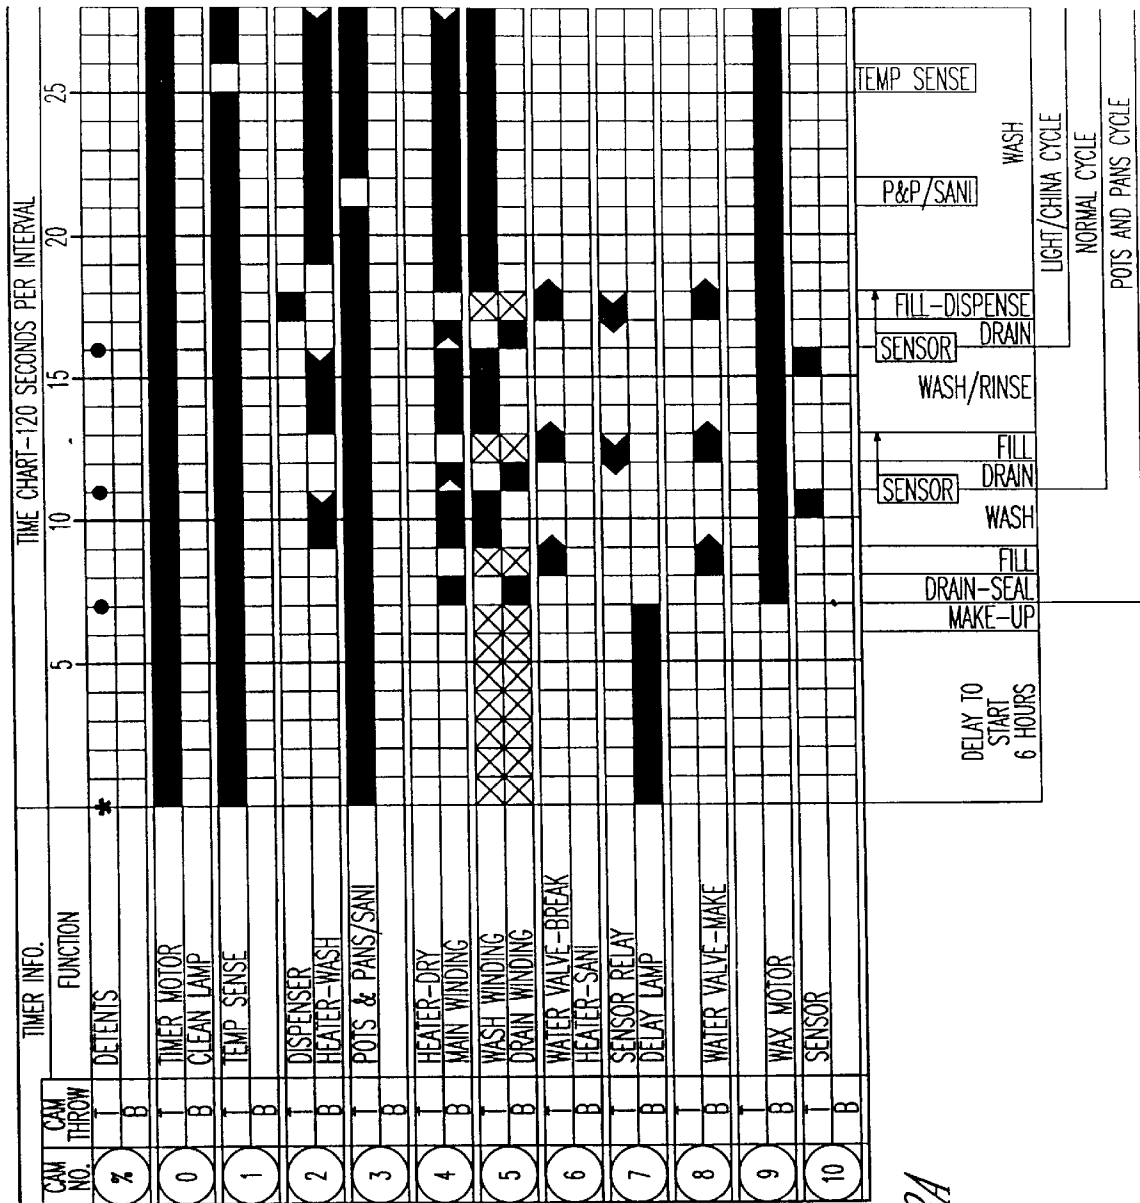 TIMER INFO.
TIME CHART-120 SECONDS PER INTERVAL
CAM NO.
CAM THROW
FUNCTION
5 10 15 20 25
% T DETENTS
B
0 T TIMER MOTOR
B CLEAN LAMP
1 T TEMP SENSE
B
2 T DISPENSER
B HEATER-WASH
3 T POTS & PANS/SANI
B
4 T HEATER-DRY
B MAIN WINDING
5 T WASH WINDING
B DRAIN WINDING
6 T WATER VALVE-BREAK
B HEATER-SANI
7 T SENSOR RELAY
B DELAY LAMP
8 T
B WATER VALVE-MAKE
9 T WAX MOTOR
B
10 T SENSOR
B
DELAY TO
START
6 HOURS
MAKE-UP
DRAIN-SEAL
FILL
WASH
SENSOR
DRAIN
FILL
WASH/RINSE
SENSOR
DRAIN
FILL-DISPENSE
P&P/SANI
TEMP SENSE
WASH
LIGHT/CHINA CYCLE
NORMAL CYCLE
POTS AND PANS CYCLE